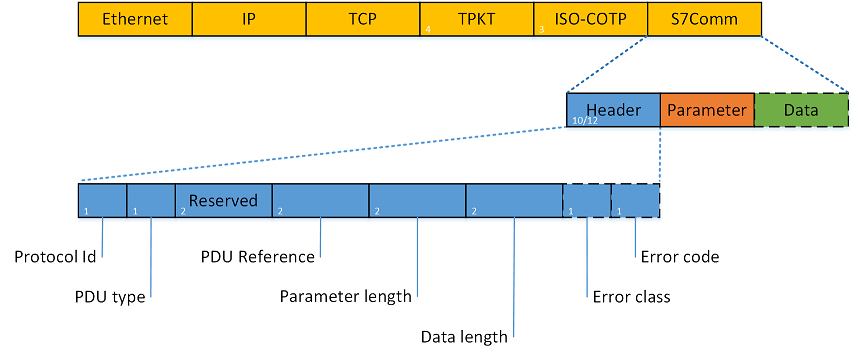 Ethernet IP TCP TPKT ISO-COTP S7Comm
4 3
Header Parameter Data
10/12
Reserved
1 1 2 2 2 2 1 1
Protocol Id PDU Reference Error code
PDU type Parameter length Error class
Data length